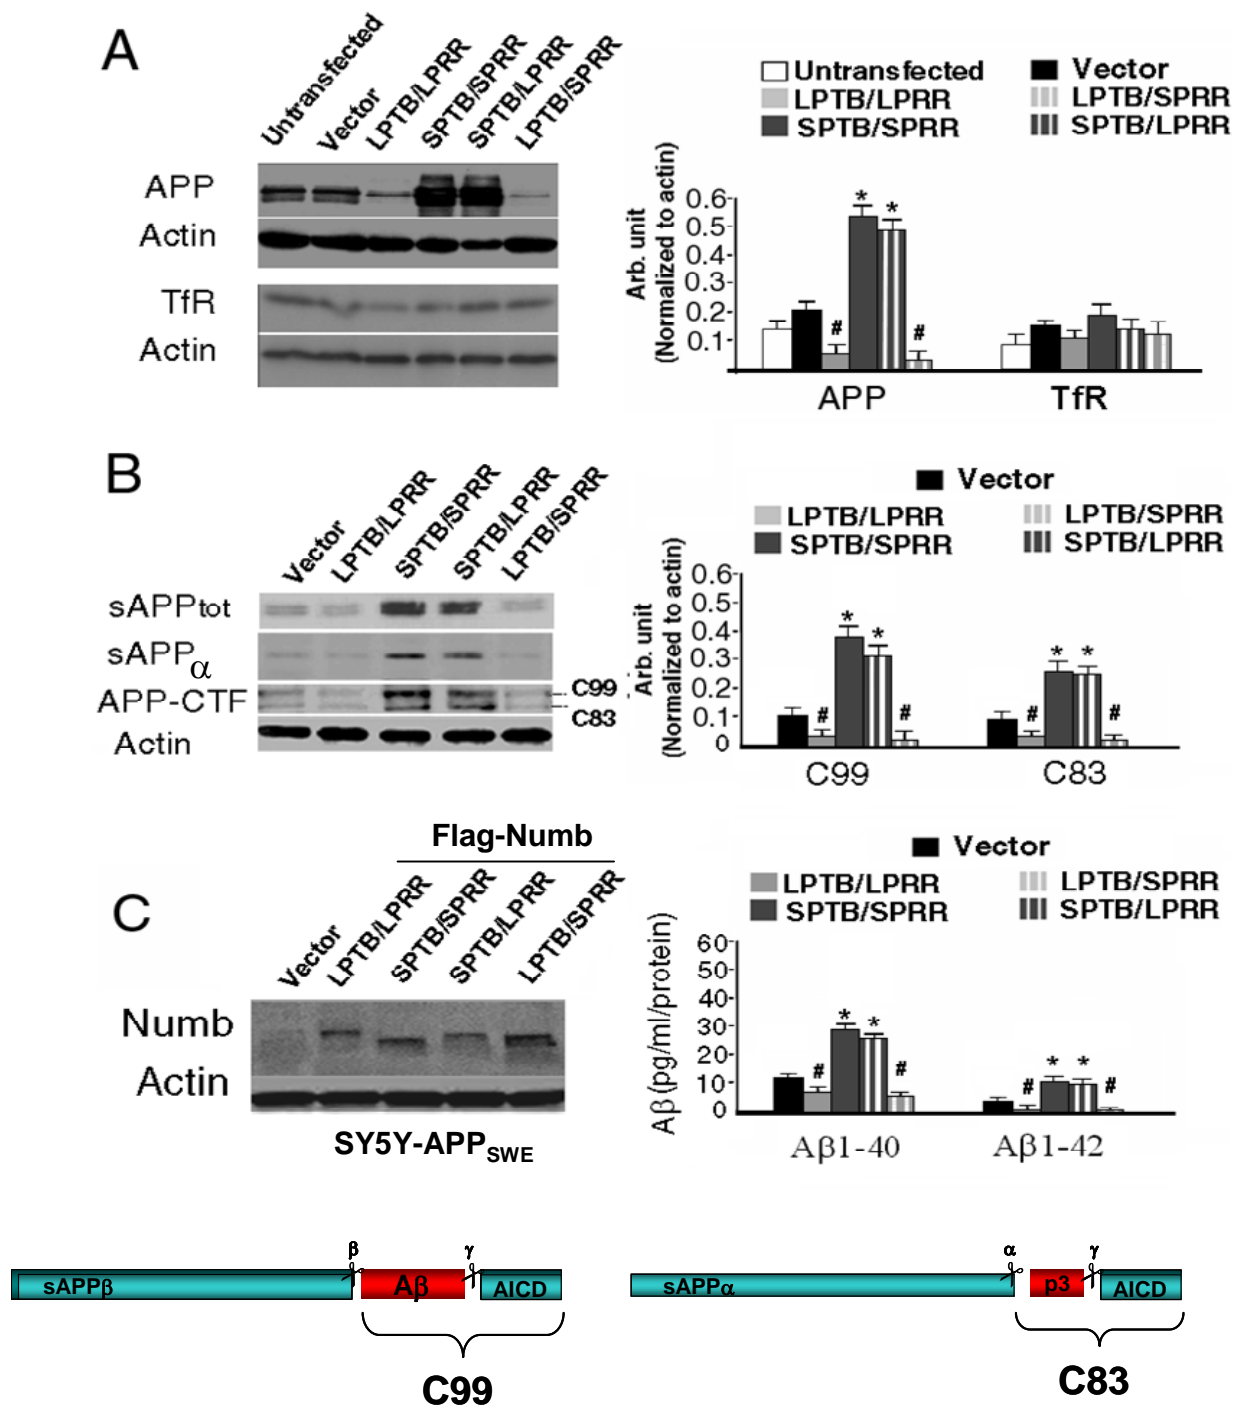 A
Untransfected
Vector
LPTB/LPRR
SPTB/SPRR
SPTB/LPRR
LPTB/SPRR
APP
Actin
TfR
Actin
Untransfected
Vector
LPTB/LPRR
LPTB/SPRR
SPTB/SPRR
SPTB/LPRR
Arb. unit
(Normalized to actin)
0.6
0.5
0.4
0.3
0.2
0.1
# * * #
APP
TfR
B
Vector
LPTB/LPRR
SPTB/SPRR
SPTB/LPRR
LPTB/SPRR
sAPPtot
sAPPα
APP-CTF
Actin
C99
C83
Vector
LPTB/LPRR
LPTB/SPRR
SPTB/SPRR
SPTB/LPRR
Arb. unit
(Normalized to actin)
0.6
0.5
0.4
0.3
0.2
0.1
0
# * * #
# * * #
C99
C83
C
Flag-Numb
Vector
LPTB/LPRR
SPTB/SPRR
SPTB/LPRR
LPTB/SPRR
Numb
Actin
SY5Y-APPSWE
Vector
LPTB/LPRR
LPTB/SPRR
SPTB/SPRR
SPTB/LPRR
Aβ (pg/ml/protein)
60
50
40
30
20
10
0
# * * #
# * * #
Aβ1-40
Aβ1-42
β γ
sAPPβ Aβ AICD
C99
α γ
sAPPα p3 AICD
C83